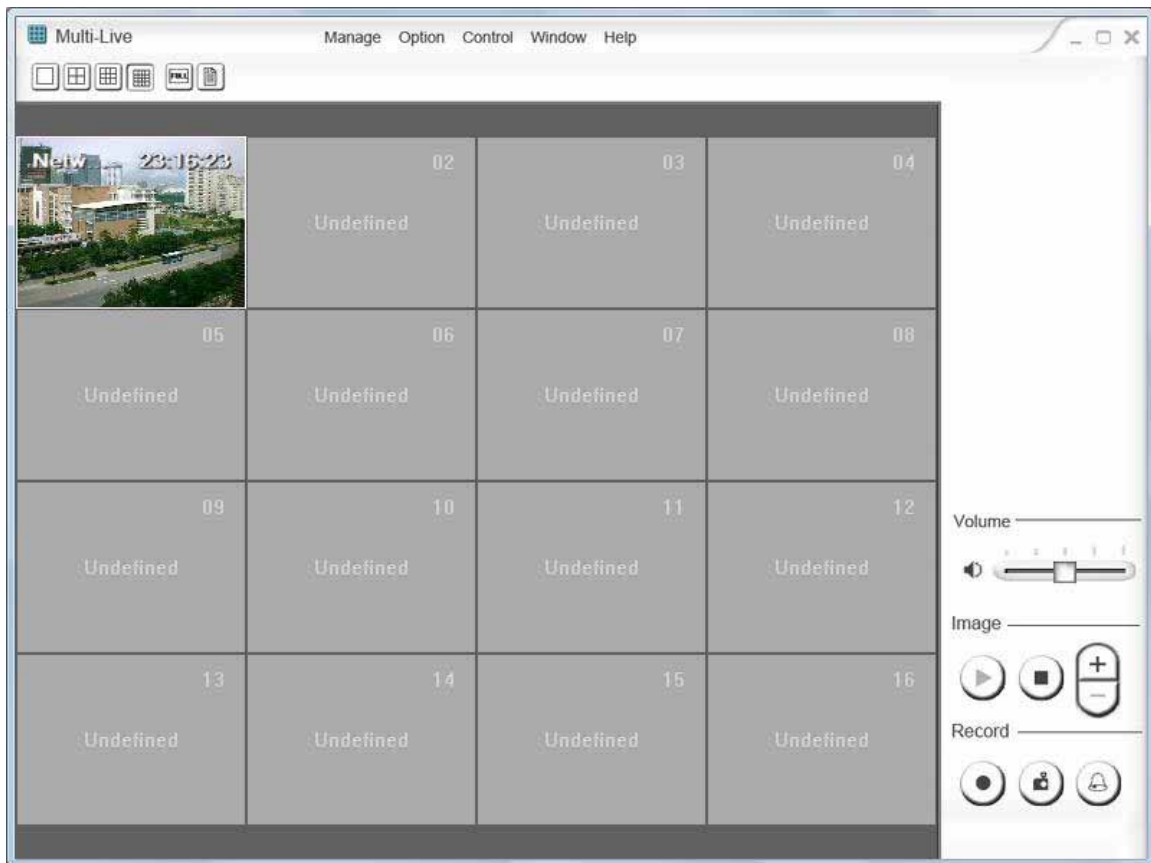 Multi-Live Manage Option Control Window Help
FULL
Netw... 23:16:23 02 03 04
Undefined Undefined Undefined
05 06 07 08
Undefined Undefined Undefined Undefined
09 10 11 12
Undefined Undefined Undefined Undefined
Volume
Image
13 14 15 16
Undefined Undefined Undefined Undefined
Record